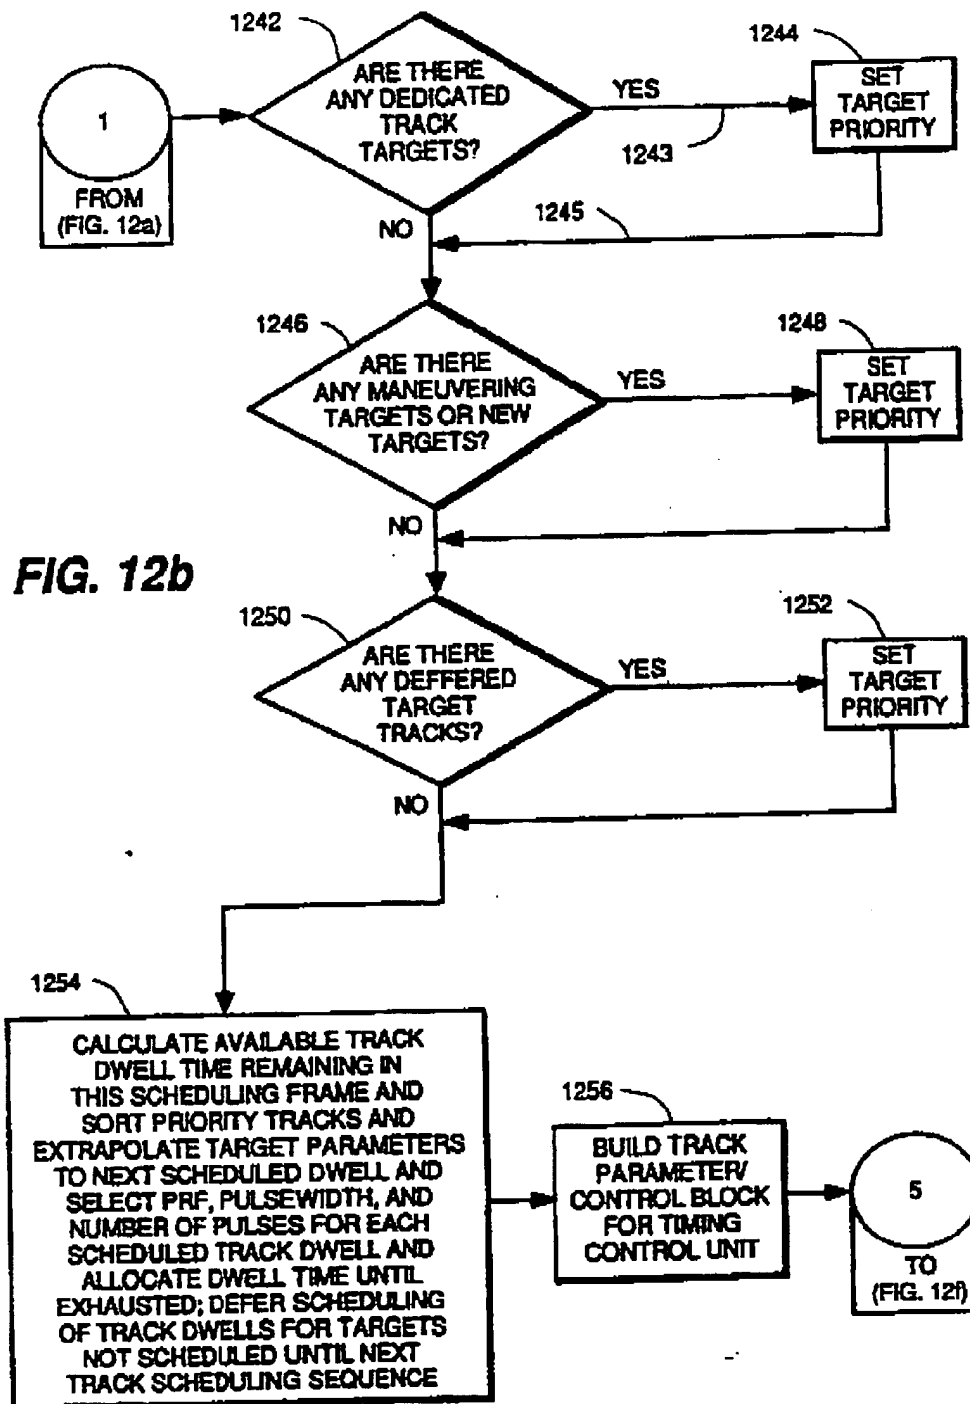 1242
ARE THERE
ANY DEDICATED
TRACK
TARGETS?
1244
SET
TARGET
PRIORITY
YES
1243
1
FROM
(FIG. 12a)
NO
1245
1246
ARE THERE
ANY MANEUVERING
TARGETS OR NEW
TARGETS?
YES
1248
SET
TARGET
PRIORITY
NO
FIG. 12b
1250
ARE THERE
ANY DEFFERED
TARGET
TRACKS?
YES
1252
SET
TARGET
PRIORITY
NO
1254
CALCULATE AVAILABLE TRACK
DWELL TIME REMAINING IN
THIS SCHEDULING FRAME AND
SORT PRIORITY TRACKS AND
EXTRAPOLATE TARGET PARAMETERS
TO NEXT SCHEDULED DWELL AND
SELECT PRF, PULSEWIDTH, AND
NUMBER OF PULSES FOR EACH
SCHEDULED TRACK DWELL AND
ALLOCATE DWELL TIME UNTIL
EXHAUSTED; DEFER SCHEDULING
OF TRACK DWELLS FOR TARGETS
NOT SCHEDULED UNTIL NEXT
TRACK SCHEDULING SEQUENCE
1256
BUILD TRACK
PARAMETER/
CONTROL BLOCK
FOR TIMING
CONTROL UNIT
5
TO
(FIG. 12f)